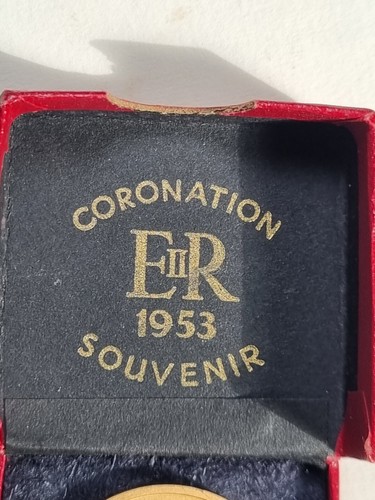 CORONATION
EIIR
1953
SOUVENIR